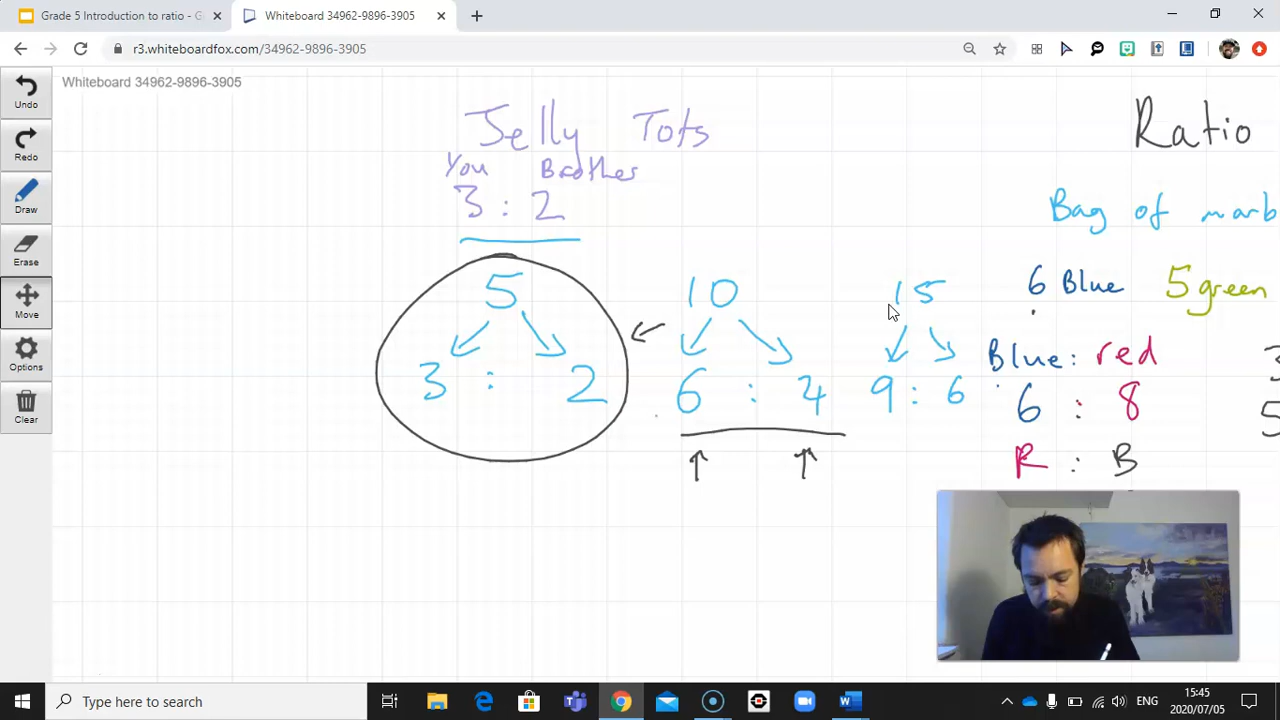 Grade 5 Introduction to ratio - G
Whiteboard 34962-9896-3905
r3.whiteboardfox.com/34962-9896-3905
Undo
Redo
Draw
Erase
Move
Options
Clear
Whiteboard 34962-9896-3905
Jelly Tots
You Brother
3 : 2
5
3 : 2
10
6 : 4
15
9 : 6
Ratio
Bag of marb
6 Blue 5 green
Blue: red
6 : 8
R : B
Type here to search
ENG
15:45
2020/07/05